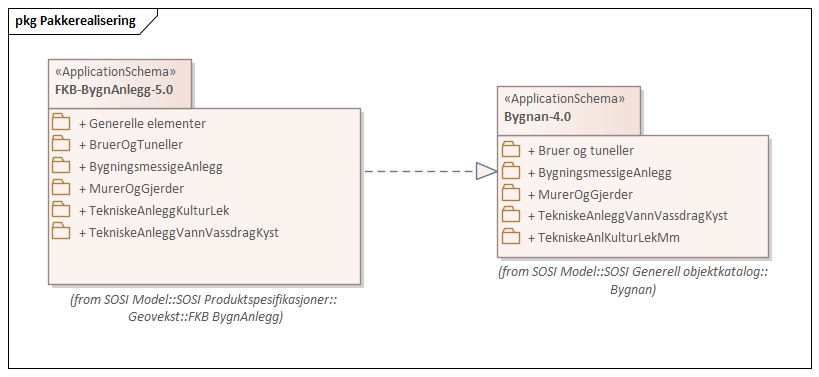 pkg Pakkerealisering
«ApplicationSchema»
FKB-BygnAnlegg-5.0
+ Generelle elementer
+ BruerOgTuneller
+ BygningsmessigeAnlegg
+ MurerOgGjerder
+ TekniskeAnleggKulturLek
+ TekniskeAnleggVannVassdragKyst
(from SOSI Model::SOSI Produktspesifikasjoner::
Geovekst::FKB BygnAnlegg)
«ApplicationSchema»
Bygnan-4.0
+ Bruer og tuneller
+ BygningsmessigeAnlegg
+ MurerOgGjerder
+ TekniskeAnleggVannVassdragKyst
+ TekniskeAnlKulturLekMm
(from SOSI Model::SOSI Generell objektkatalog::
Bygnan)